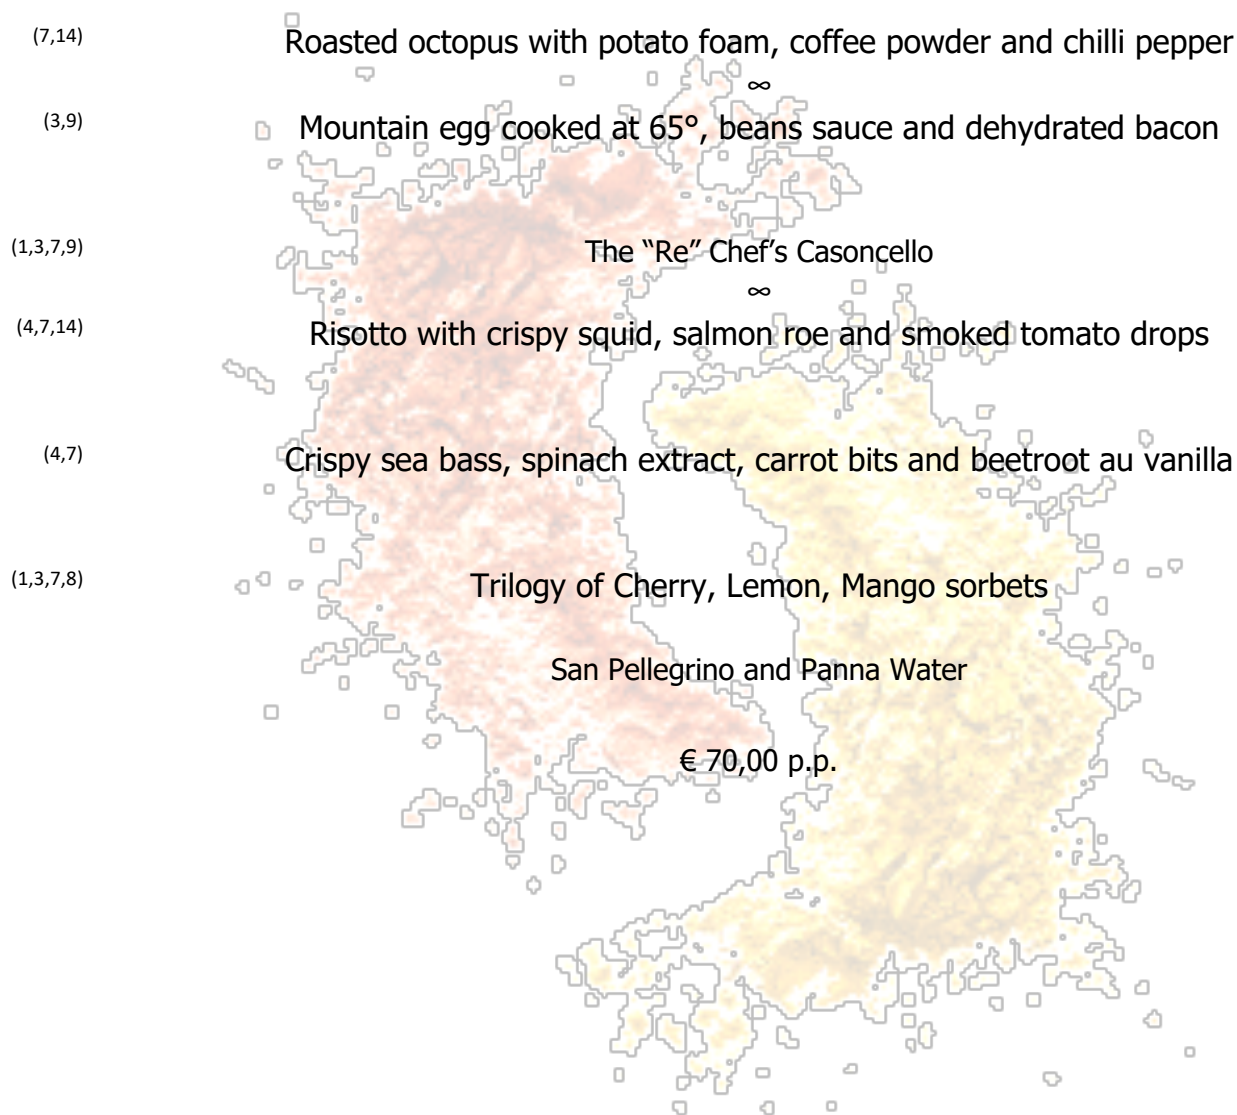 (7,14) Roasted octopus with potato foam, coffee powder and chilli pepper
∞
(3,9) Mountain egg cooked at 65°, beans sauce and dehydrated bacon
(1,3,7,9) The “Re” Chef’s Casoncello
∞
(4,7,14) Risotto with crispy squid, salmon roe and smoked tomato drops
(4,7) Crispy sea bass, spinach extract, carrot bits and beetroot au vanilla
(1,3,7,8) Trilogy of Cherry, Lemon, Mango sorbets
San Pellegrino and Panna Water
€ 70,00 p.p.